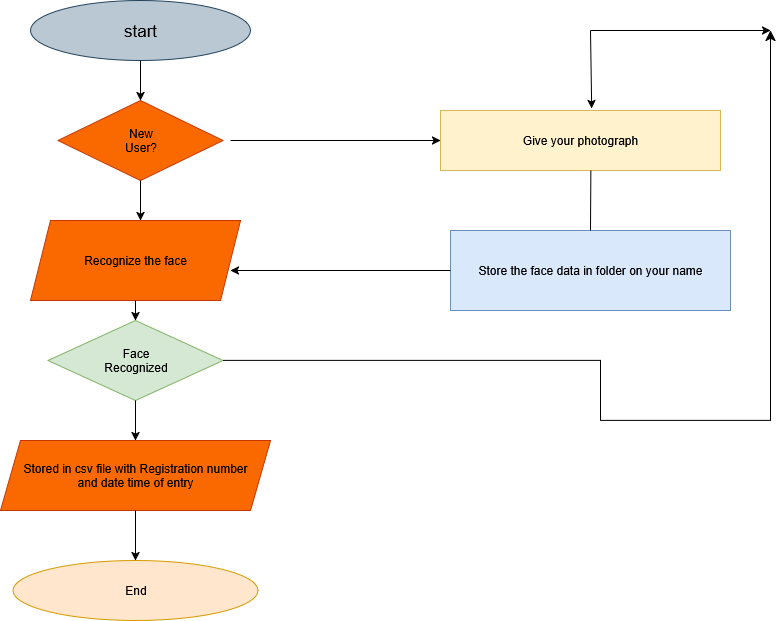 start
New
User?
Give your photograph
Recognize the face
Store the face data in folder on your name
Face
Recognized
Stored in csv file with Registration number
and date time of entry
End